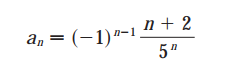 aₙ = (−1)ⁿ⁻¹ (n + 2)/5ⁿ